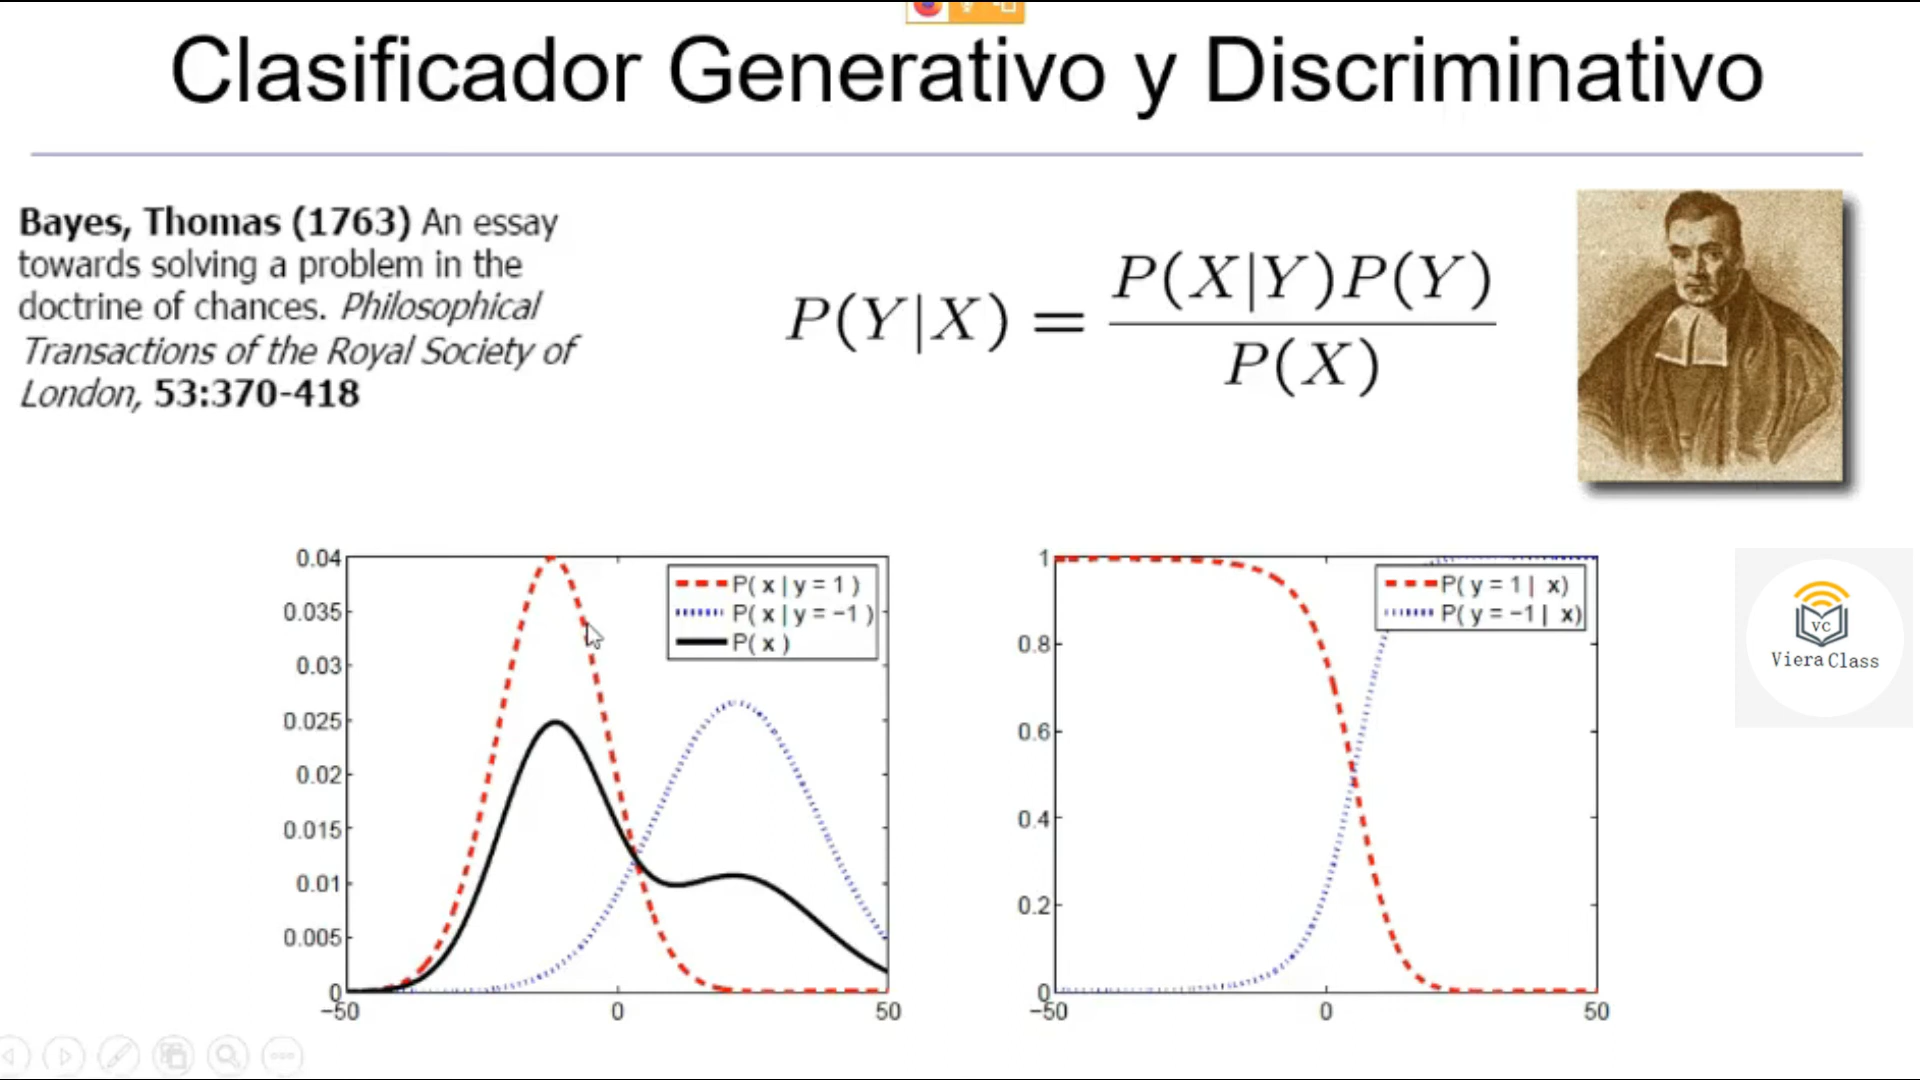 Clasificador Generativo y Discriminativo
Bayes, Thomas (1763) An essay
towards solving a problem in the
doctrine of chances. Philosophical
Transactions of the Royal Society of
London, 53:370-418
P(Y|X) = P(X|Y)P(Y) / P(X)
0.04
0.035
0.03
0.025
0.02
0.015
0.01
0.005
0
−50
0
50
P( x | y = 1 )
P( x | y = −1 )
P( x )
1
0.8
0.6
0.4
0.2
0
−50
0
50
P( y = 1 | x)
P( y = −1 | x)
VC
Viera Class